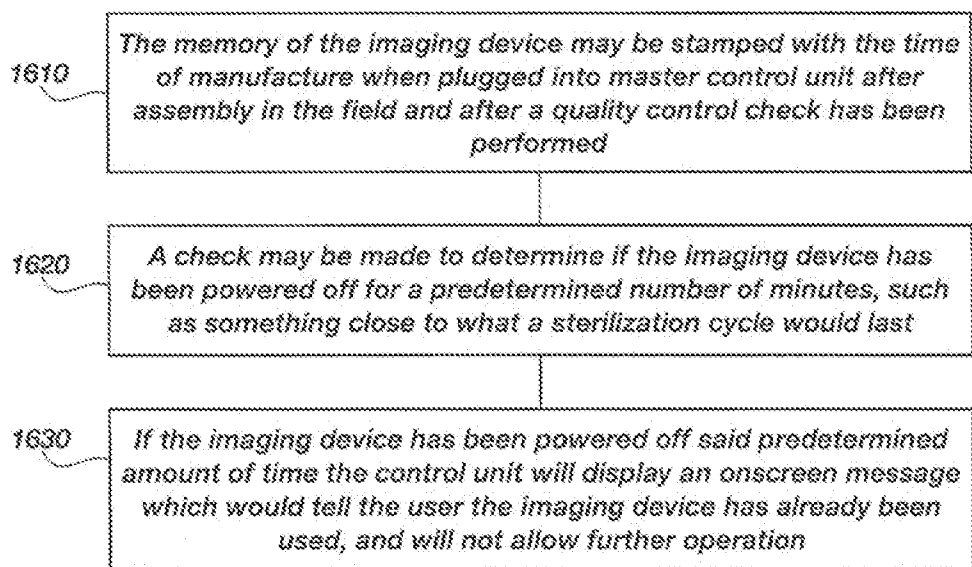 1610
The memory of the imaging device may be stamped with the time
of manufacture when plugged into master control unit after
assembly in the field and after a quality control check has been
performed
1620
A check may be made to determine if the imaging device has
been powered off for a predetermined number of minutes, such
as something close to what a sterilization cycle would last
1630
If the imaging device has been powered off said predetermined
amount of time the control unit will display an onscreen message
which would tell the user the imaging device has already been
used, and will not allow further operation